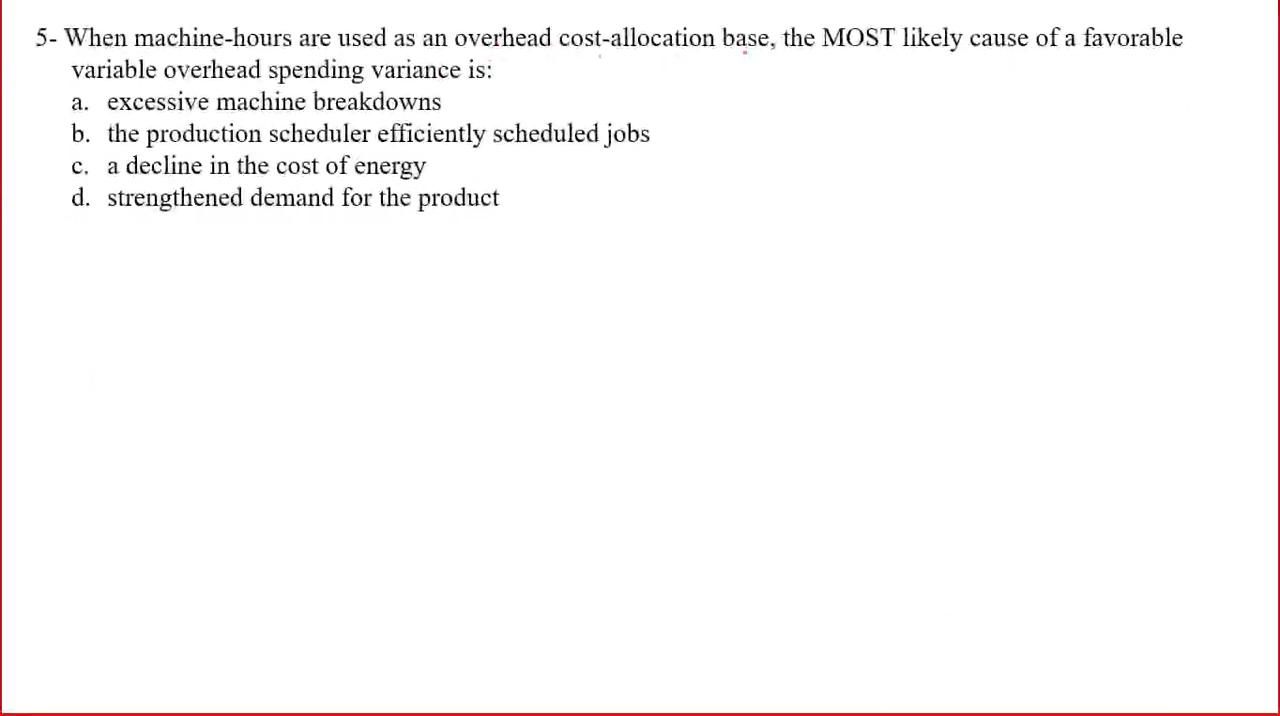 5- When machine-hours are used as an overhead cost-allocation base, the MOST likely cause of a favorable
variable overhead spending variance is:
a. excessive machine breakdowns
b. the production scheduler efficiently scheduled jobs
c. a decline in the cost of energy
d. strengthened demand for the product